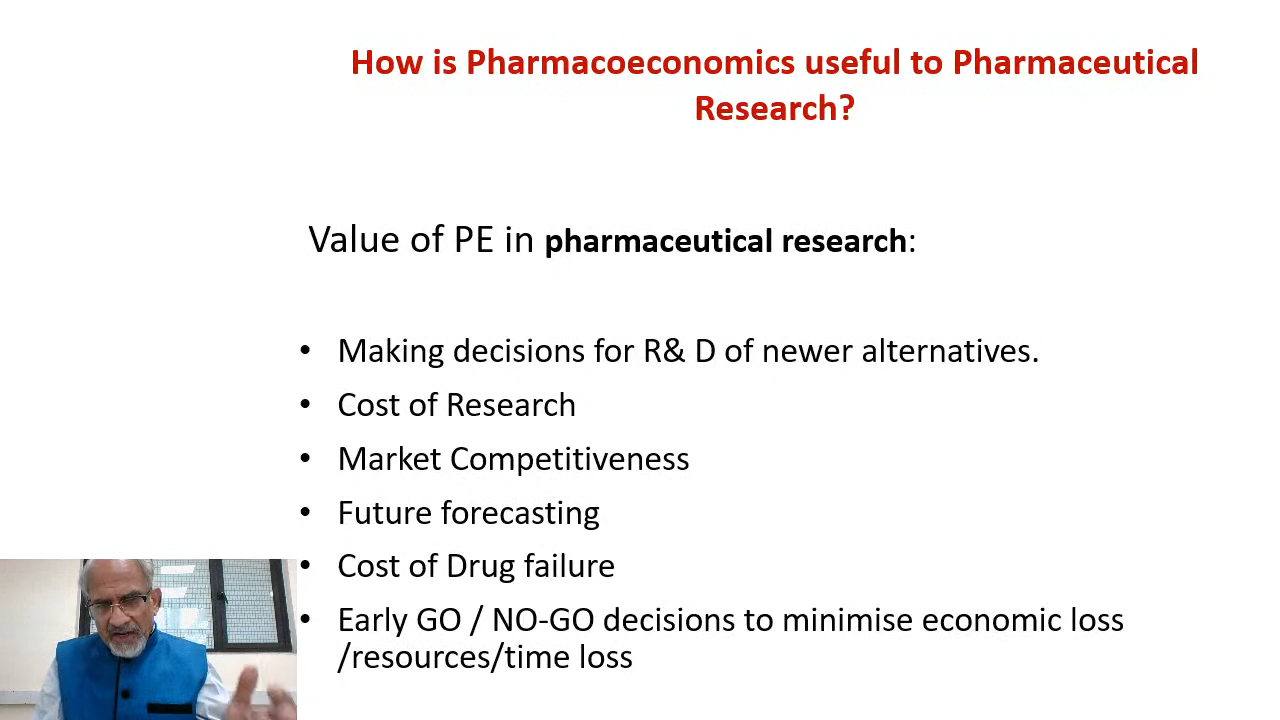 How is Pharmacoeconomics useful to Pharmaceutical
Research?
Value of PE in pharmaceutical research:
• Making decisions for R& D of newer alternatives.
• Cost of Research
• Market Competitiveness
• Future forecasting
• Cost of Drug failure
• Early GO / NO-GO decisions to minimise economic loss
/resources/time loss